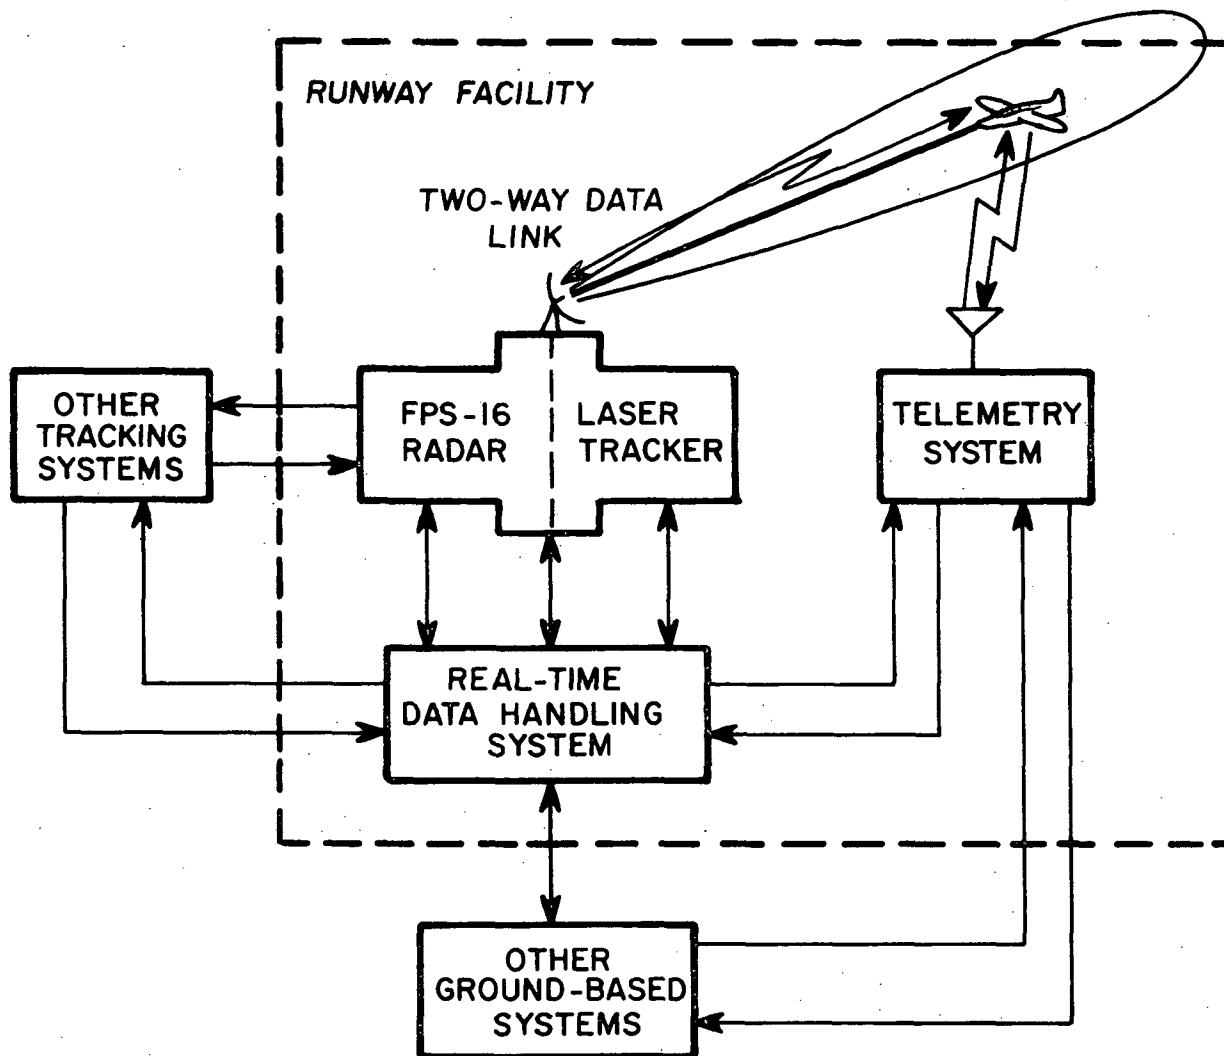 RUNWAY FACILITY
TWO-WAY DATA
LINK
OTHER
TRACKING
SYSTEMS
FPS-16
RADAR
LASER
TRACKER
TELEMETRY
SYSTEM
REAL-TIME
DATA HANDLING
SYSTEM
OTHER
GROUND-BASED
SYSTEMS